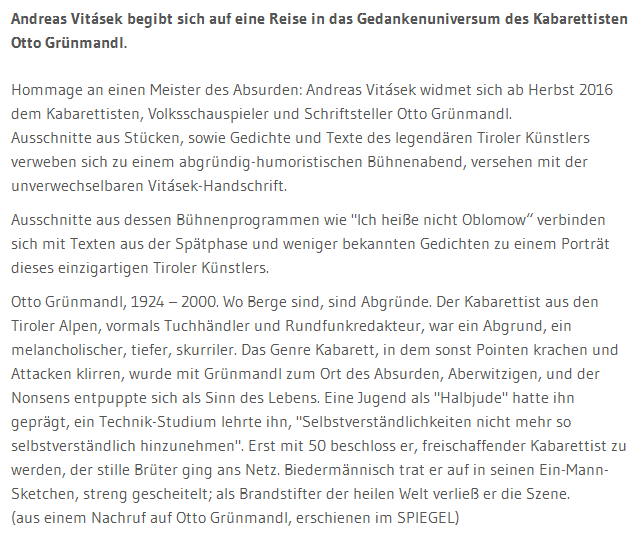 Andreas Vitásek begibt sich auf eine Reise in das Gedankenuniversum des Kabarettisten
Otto Grünmandl.
Hommage an einen Meister des Absurden: Andreas Vitásek widmet sich ab Herbst 2016
dem Kabarettisten, Volksschauspieler und Schriftsteller Otto Grünmandl.
Ausschnitte aus Stücken, sowie Gedichte und Texte des legendären Tiroler Künstlers
verweben sich zu einem abgründig-humoristischen Bühnenabend, versehen mit der
unverwechselbaren Vitásek-Handschrift.
Ausschnitte aus dessen Bühnenprogrammen wie "Ich heiße nicht Oblomow“ verbinden
sich mit Texten aus der Spätphase und weniger bekannten Gedichten zu einem Porträt
dieses einzigartigen Tiroler Künstlers.
Otto Grünmandl, 1924 – 2000. Wo Berge sind, sind Abgründe. Der Kabarettist aus den
Tiroler Alpen, vormals Tuchhändler und Rundfunkredakteur, war ein Abgrund, ein
melancholischer, tiefer, skurriler. Das Genre Kabarett, in dem sonst Pointen krachen und
Attacken klirren, wurde mit Grünmandl zum Ort des Absurden, Aberwitzigen, und der
Nonsens entpuppte sich als Sinn des Lebens. Eine Jugend als "Halbjude" hatte ihn
geprägt, ein Technik-Studium lehrte ihn, "Selbstverständlichkeiten nicht mehr so
selbstverständlich hinzunehmen". Erst mit 50 beschloss er, freischaffender Kabarettist zu
werden, der stille Brüter ging ans Netz. Biedermännisch trat er auf in seinen Ein-Mann-
Sketchen, streng gescheitelt; als Brandstifter der heilen Welt verließ er die Szene.
(aus einem Nachruf auf Otto Grünmandl, erschienen im SPIEGEL)